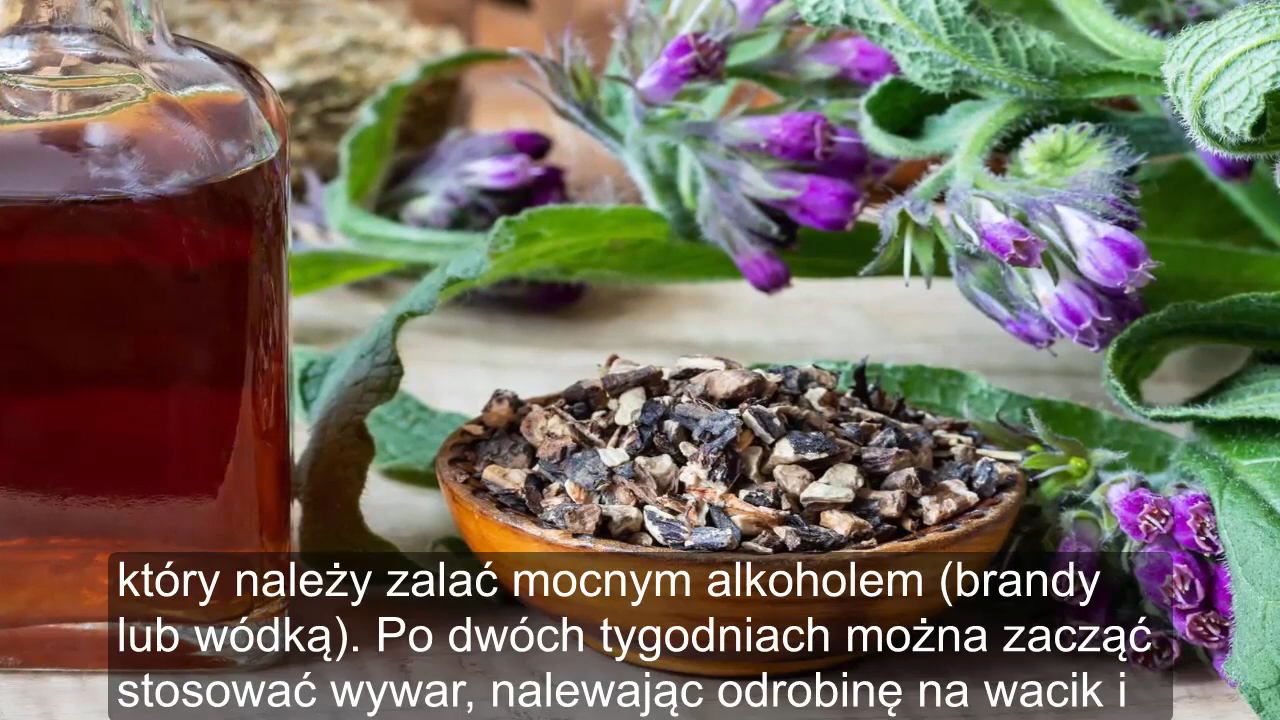 który należy zalać mocnym alkoholem (brandy
lub wódką). Po dwóch tygodniach można zacząć
stosować wywar, nalewając odrobinę na wacik i